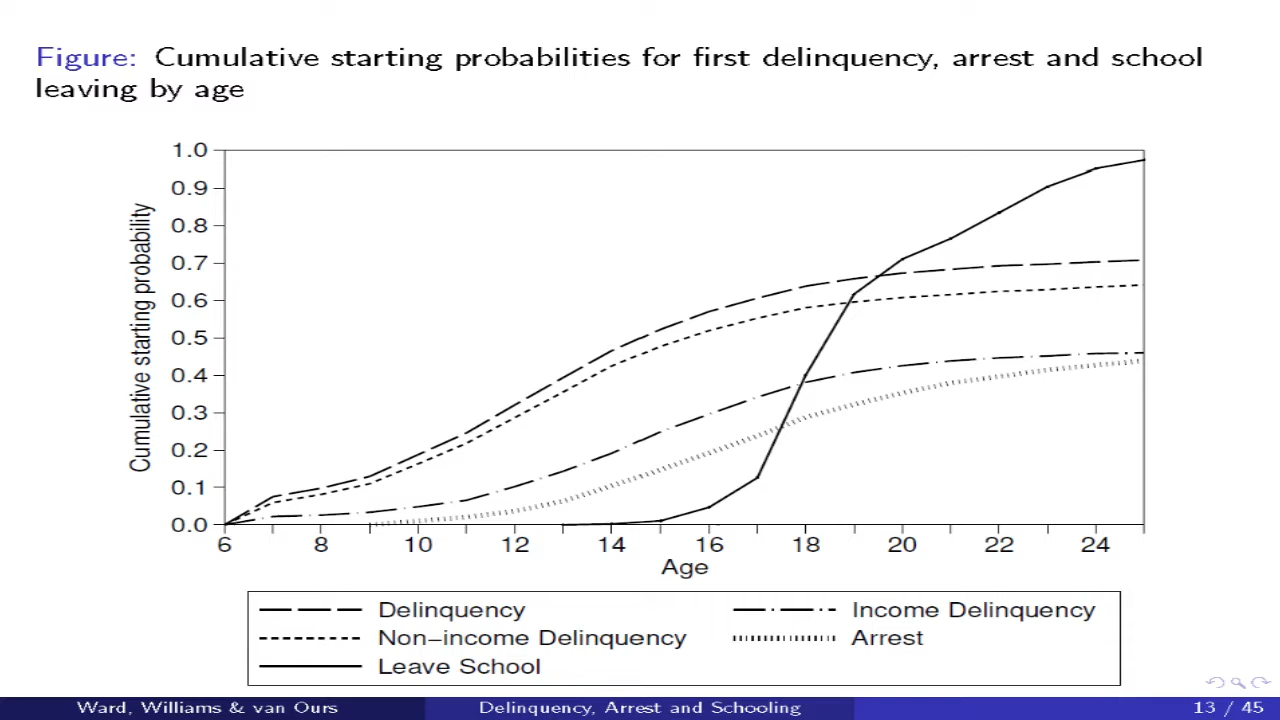 Figure: Cumulative starting probabilities for first delinquency, arrest and school
leaving by age
Cumulative starting probability
1.0
0.9
0.8
0.7
0.6
0.5
0.4
0.3
0.2
0.1
0.0
6 8 10 12 14 16 18 20 22 24
Age
Delinquency Income Delinquency
Non−income Delinquency Arrest
Leave School
Ward, Williams & van Ours Delinquency, Arrest and Schooling 13 / 45